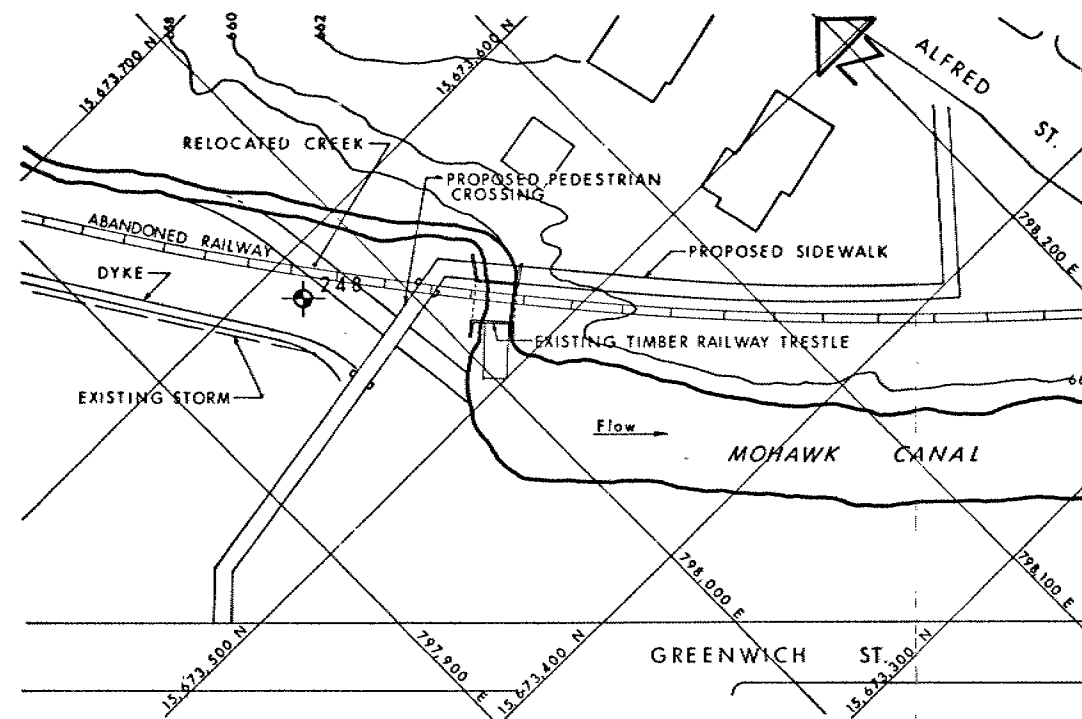 658
660
662
15,673,700 N
15,673,600 N
ALFRED
ST.
RELOCATED CREEK
PROPOSED PEDESTRIAN
CROSSING
798,200 E
ABANDONED RAILWAY
PROPOSED SIDEWALK
DYKE
248
EXISTING TIMBER RAILWAY TRESTLE
EXISTING STORM
Flow
MOHAWK CANAL
798,000 E
798,100 E
15,673,500 N
797,900 E
15,673,400 N
GREENWICH ST.
15,673,300 N